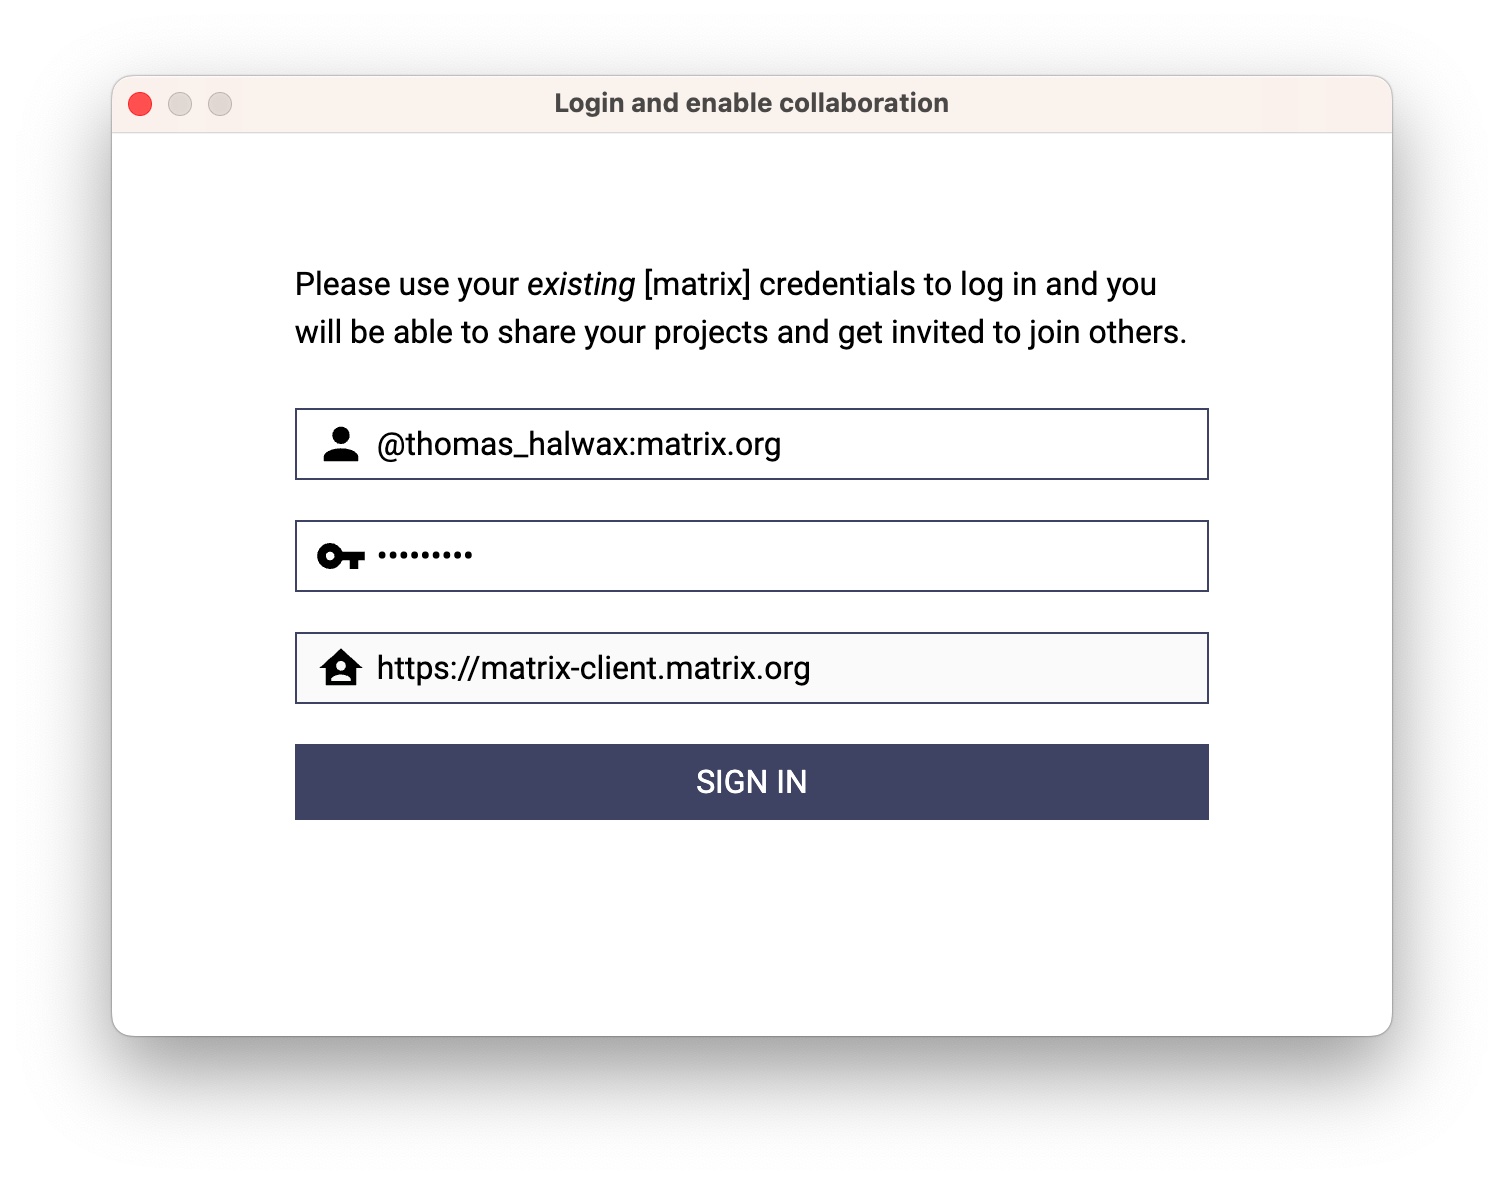 Login and enable collaboration
Please use your existing [matrix] credentials to log in and you
will be able to share your projects and get invited to join others.
@thomas_halwax:matrix.org
•••••••••
https://matrix-client.matrix.org
SIGN IN